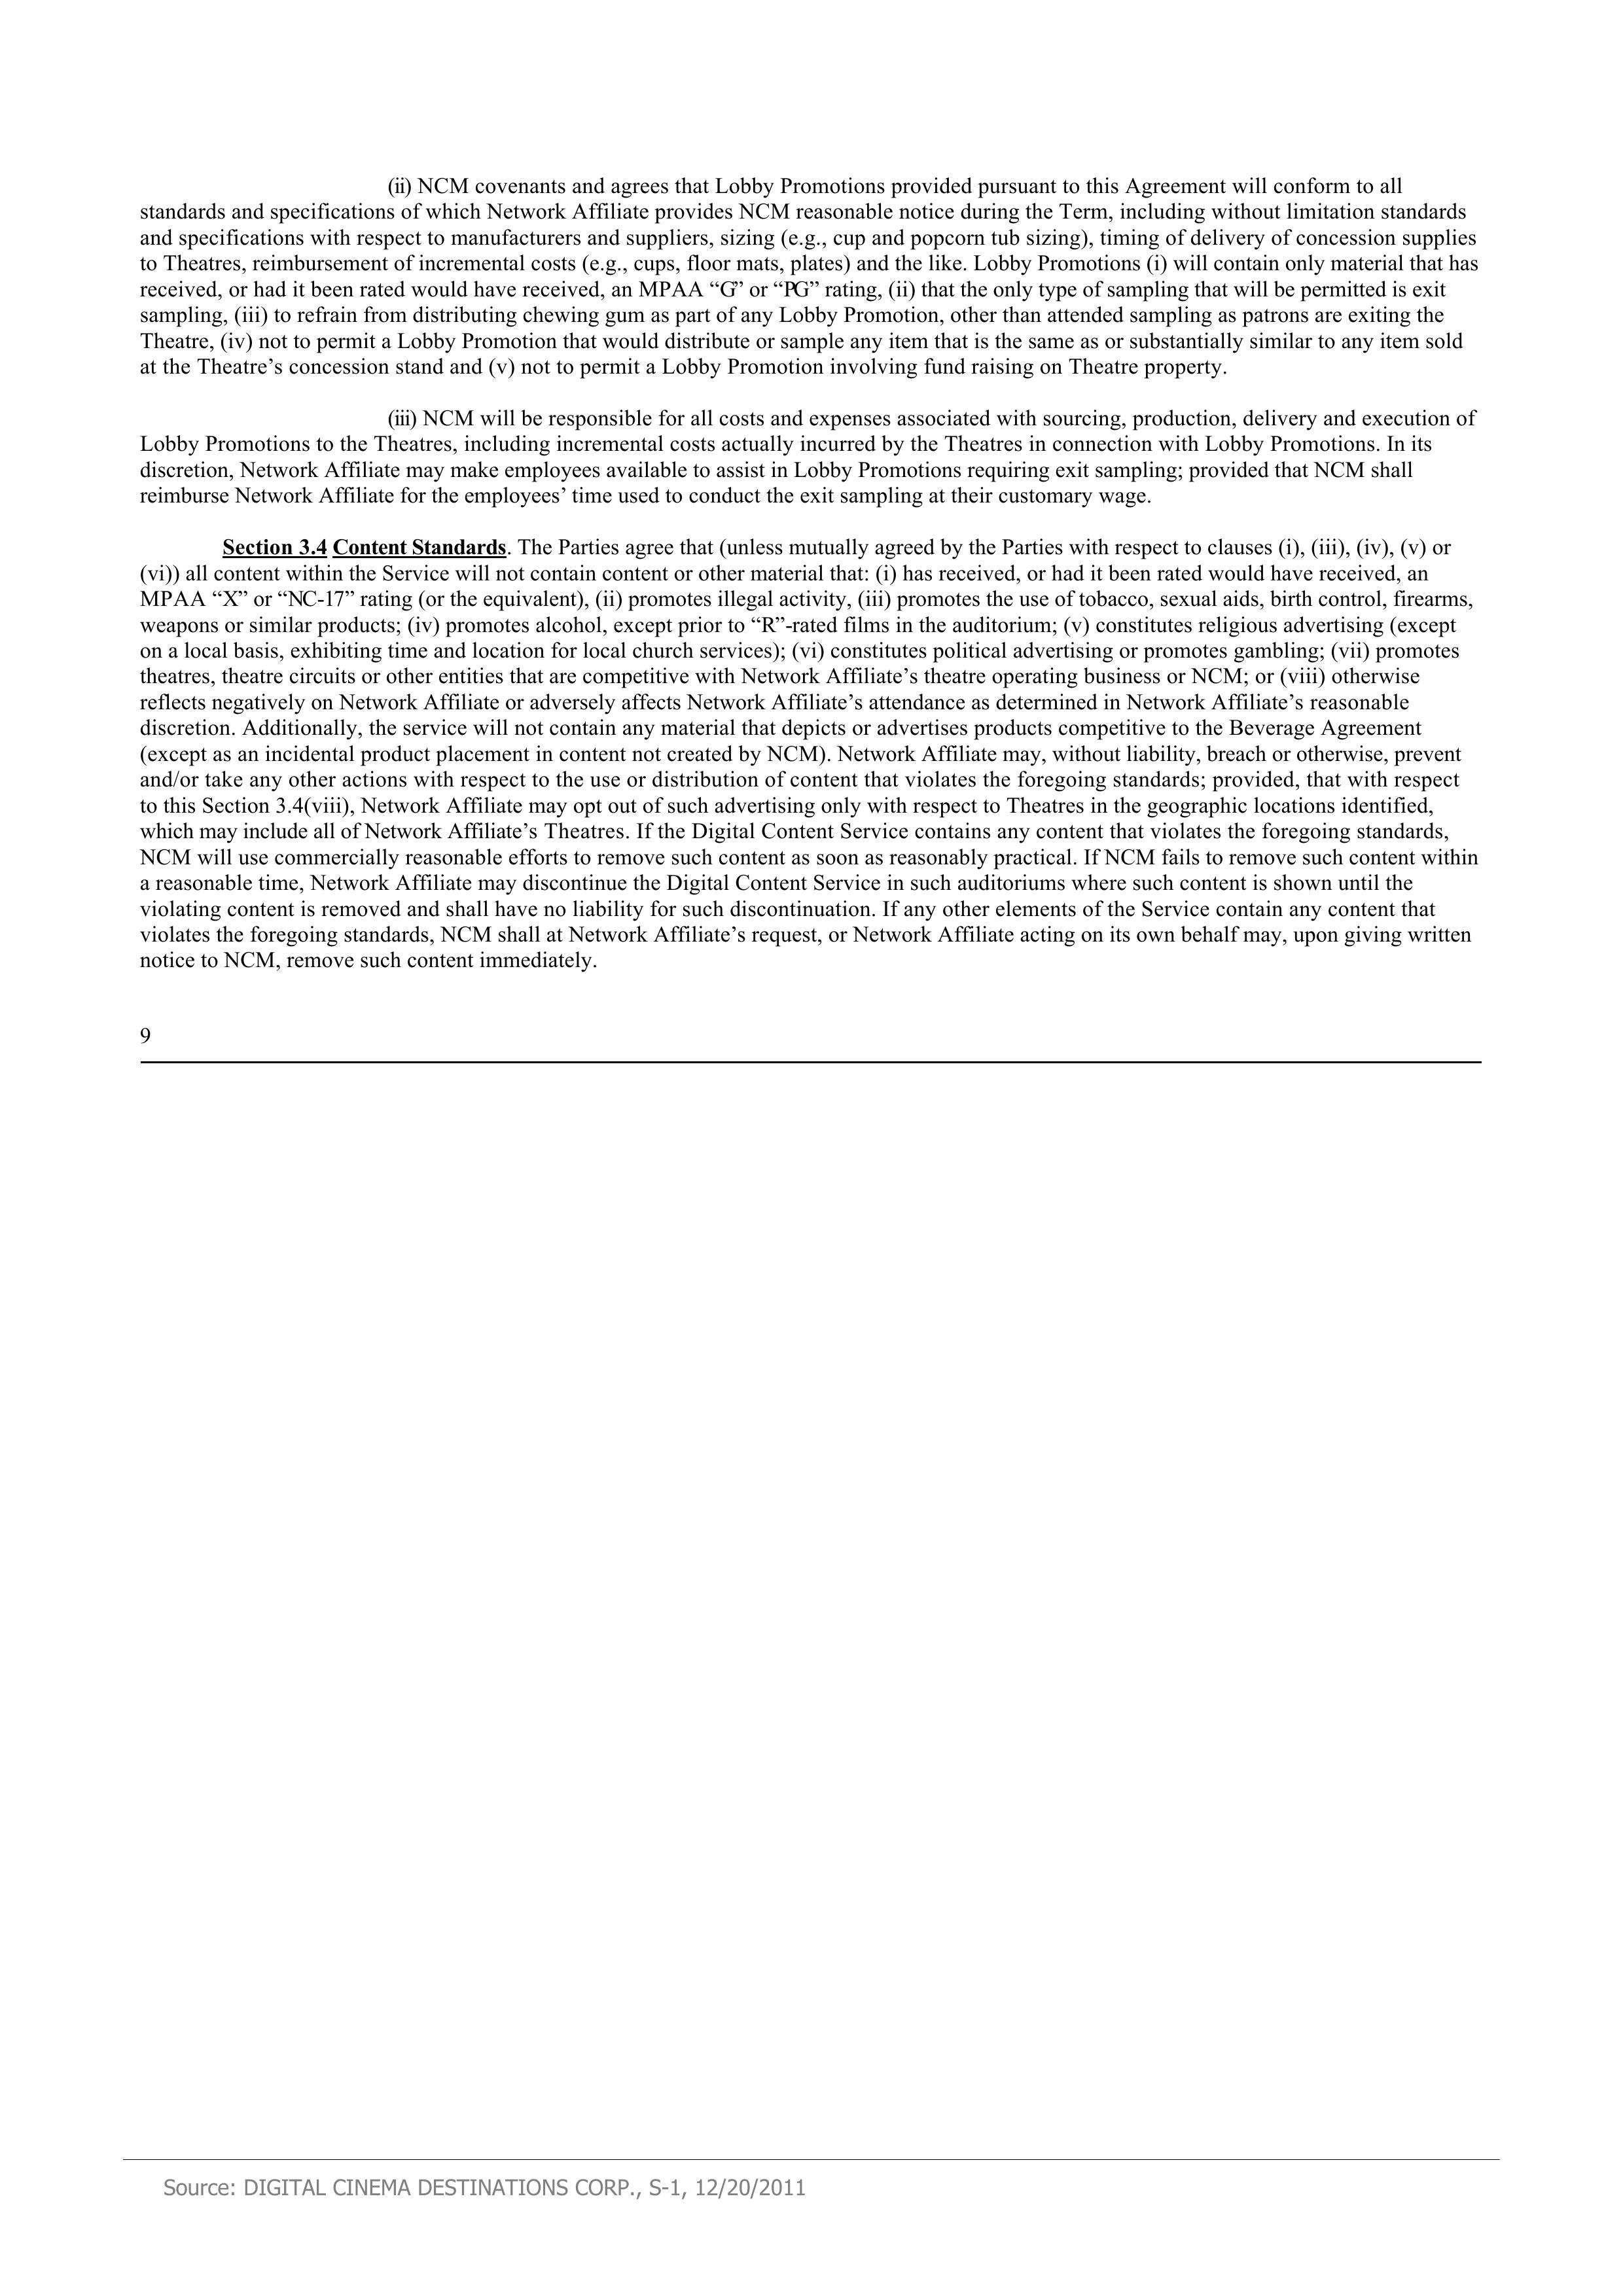 (ii) NCM covenants and agrees that Lobby Promotions provided pursuant to this Agreement will conform to all
standards and specifications of which Network Affiliate provides NCM reasonable notice during the Term, including without limitation standards
and specifications with respect to manufacturers and suppliers, sizing (e.g., cup and popcorn tub sizing), timing of delivery of concession supplies
to Theatres, reimbursement of incremental costs (e.g., cups, floor mats, plates) and the like. Lobby Promotions (i) will contain only material that has
received, or had it been rated would have received, an MPAA “G” or “PG” rating, (ii) that the only type of sampling that will be permitted is exit
sampling, (iii) to refrain from distributing chewing gum as part of any Lobby Promotion, other than attended sampling as patrons are exiting the
Theatre, (iv) not to permit a Lobby Promotion that would distribute or sample any item that is the same as or substantially similar to any item sold
at the Theatre’s concession stand and (v) not to permit a Lobby Promotion involving fund raising on Theatre property.
(iii) NCM will be responsible for all costs and expenses associated with sourcing, production, delivery and execution of
Lobby Promotions to the Theatres, including incremental costs actually incurred by the Theatres in connection with Lobby Promotions. In its
discretion, Network Affiliate may make employees available to assist in Lobby Promotions requiring exit sampling; provided that NCM shall
reimburse Network Affiliate for the employees’ time used to conduct the exit sampling at their customary wage.
Section 3.4 Content Standards. The Parties agree that (unless mutually agreed by the Parties with respect to clauses (i), (iii), (iv), (v) or
(vi)) all content within the Service will not contain content or other material that: (i) has received, or had it been rated would have received, an
MPAA “X” or “NC-17” rating (or the equivalent), (ii) promotes illegal activity, (iii) promotes the use of tobacco, sexual aids, birth control, firearms,
weapons or similar products; (iv) promotes alcohol, except prior to “R”-rated films in the auditorium; (v) constitutes religious advertising (except
on a local basis, exhibiting time and location for local church services); (vi) constitutes political advertising or promotes gambling; (vii) promotes
theatres, theatre circuits or other entities that are competitive with Network Affiliate’s theatre operating business or NCM; or (viii) otherwise
reflects negatively on Network Affiliate or adversely affects Network Affiliate’s attendance as determined in Network Affiliate’s reasonable
discretion. Additionally, the service will not contain any material that depicts or advertises products competitive to the Beverage Agreement
(except as an incidental product placement in content not created by NCM). Network Affiliate may, without liability, breach or otherwise, prevent
and/or take any other actions with respect to the use or distribution of content that violates the foregoing standards; provided, that with respect
to this Section 3.4(viii), Network Affiliate may opt out of such advertising only with respect to Theatres in the geographic locations identified,
which may include all of Network Affiliate’s Theatres. If the Digital Content Service contains any content that violates the foregoing standards,
NCM will use commercially reasonable efforts to remove such content as soon as reasonably practical. If NCM fails to remove such content within
a reasonable time, Network Affiliate may discontinue the Digital Content Service in such auditoriums where such content is shown until the
violating content is removed and shall have no liability for such discontinuation. If any other elements of the Service contain any content that
violates the foregoing standards, NCM shall at Network Affiliate’s request, or Network Affiliate acting on its own behalf may, upon giving written
notice to NCM, remove such content immediately.
9
Source: DIGITAL CINEMA DESTINATIONS CORP., S-1, 12/20/2011